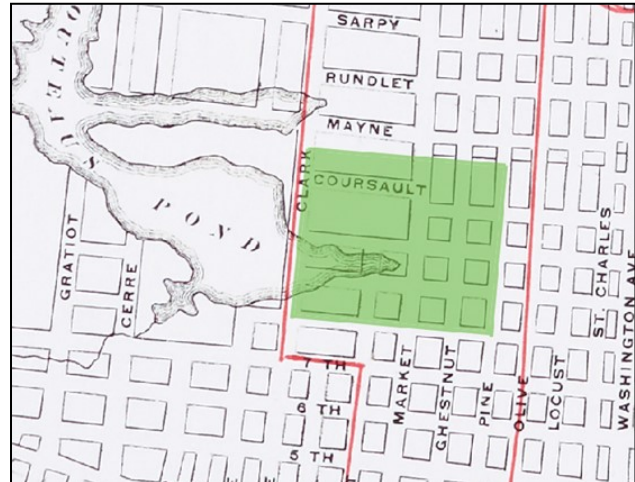 SARPY
RUNDLET
MAYNE
COURSAULT
CLARK
POND
GRATIOT
CERRE
7 TH
6 TH
5 TH
MARKET
CHESTNUT
PINE
OLIVE
LOCUST
ST. CHARLES
WASHINGTON AVE